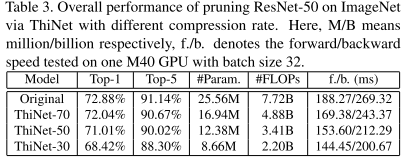 Table 3. Overall performance of pruning ResNet-50 on ImageNet
via ThiNet with different compression rate. Here, M/B means
million/billion respectively, f./b. denotes the forward/backward
speed tested on one M40 GPU with batch size 32.
Model Top-1 Top-5 #Param. #FLOPs f./b. (ms)
Original 72.88% 91.14% 25.56M 7.72B 188.27/269.32
ThiNet-70 72.04% 90.67% 16.94M 4.88B 169.38/243.37
ThiNet-50 71.01% 90.02% 12.38M 3.41B 153.60/212.29
ThiNet-30 68.42% 88.30% 8.66M 2.20B 144.45/200.67